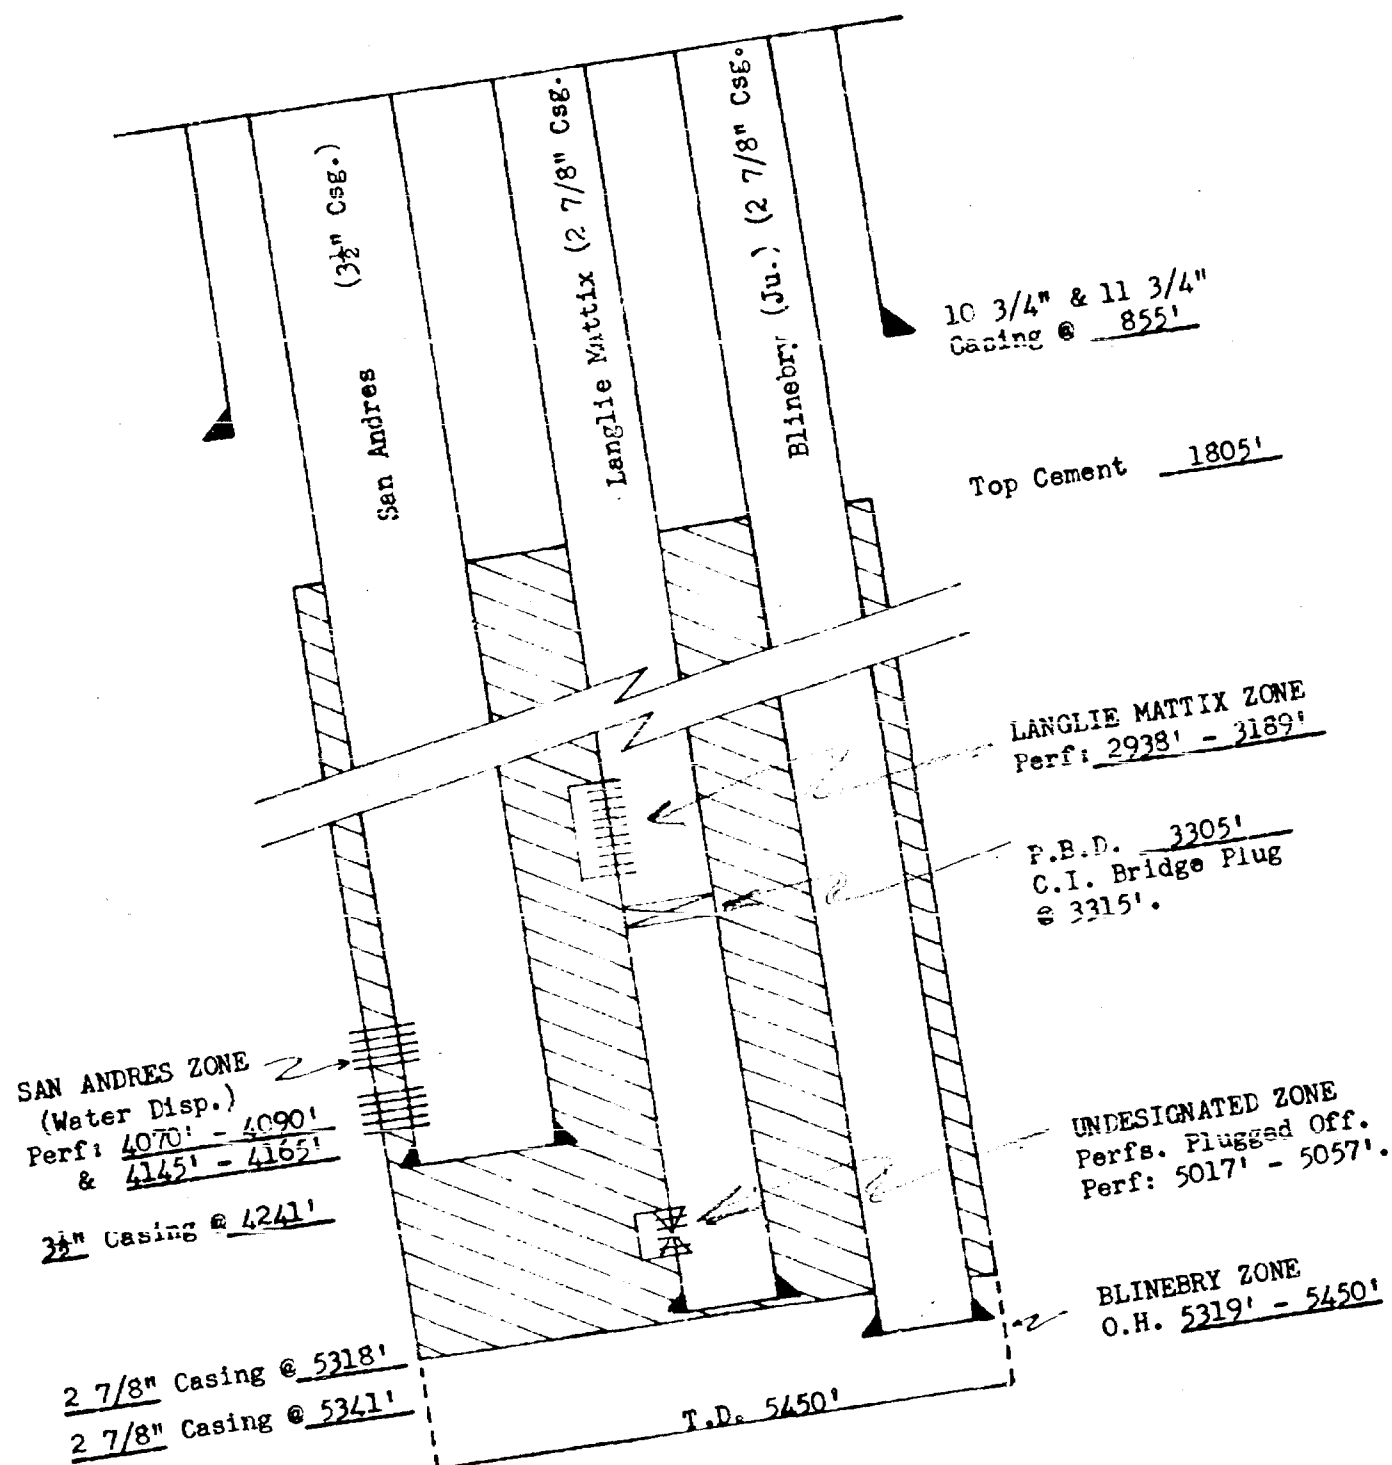 San Andres (3½" Csg.)
Langlie Mattix (2 7/8" Csg.
Blinebry (Ju.) (2 7/8" Csg.
10 3/4" & 11 3/4"
Casing @ 855'
Top Cement 1805'
LANGLIE MATTIX ZONE
Perf: 2938' - 3189'
P.B.D. 3305'
C.I. Bridge Plug
@ 3315'.
SAN ANDRES ZONE
(Water Disp.)
Perf: 4070' - 4090'
& 4145' - 4165'
3½" Casing @ 4241'
UNDESIGNATED ZONE
Perfs. Plugged Off.
Perf: 5017' - 5057'.
BLINEBRY ZONE
O.H. 5319' - 5450'
2 7/8" Casing @ 5318'
2 7/8" Casing @ 5341'
T.D. 5450'